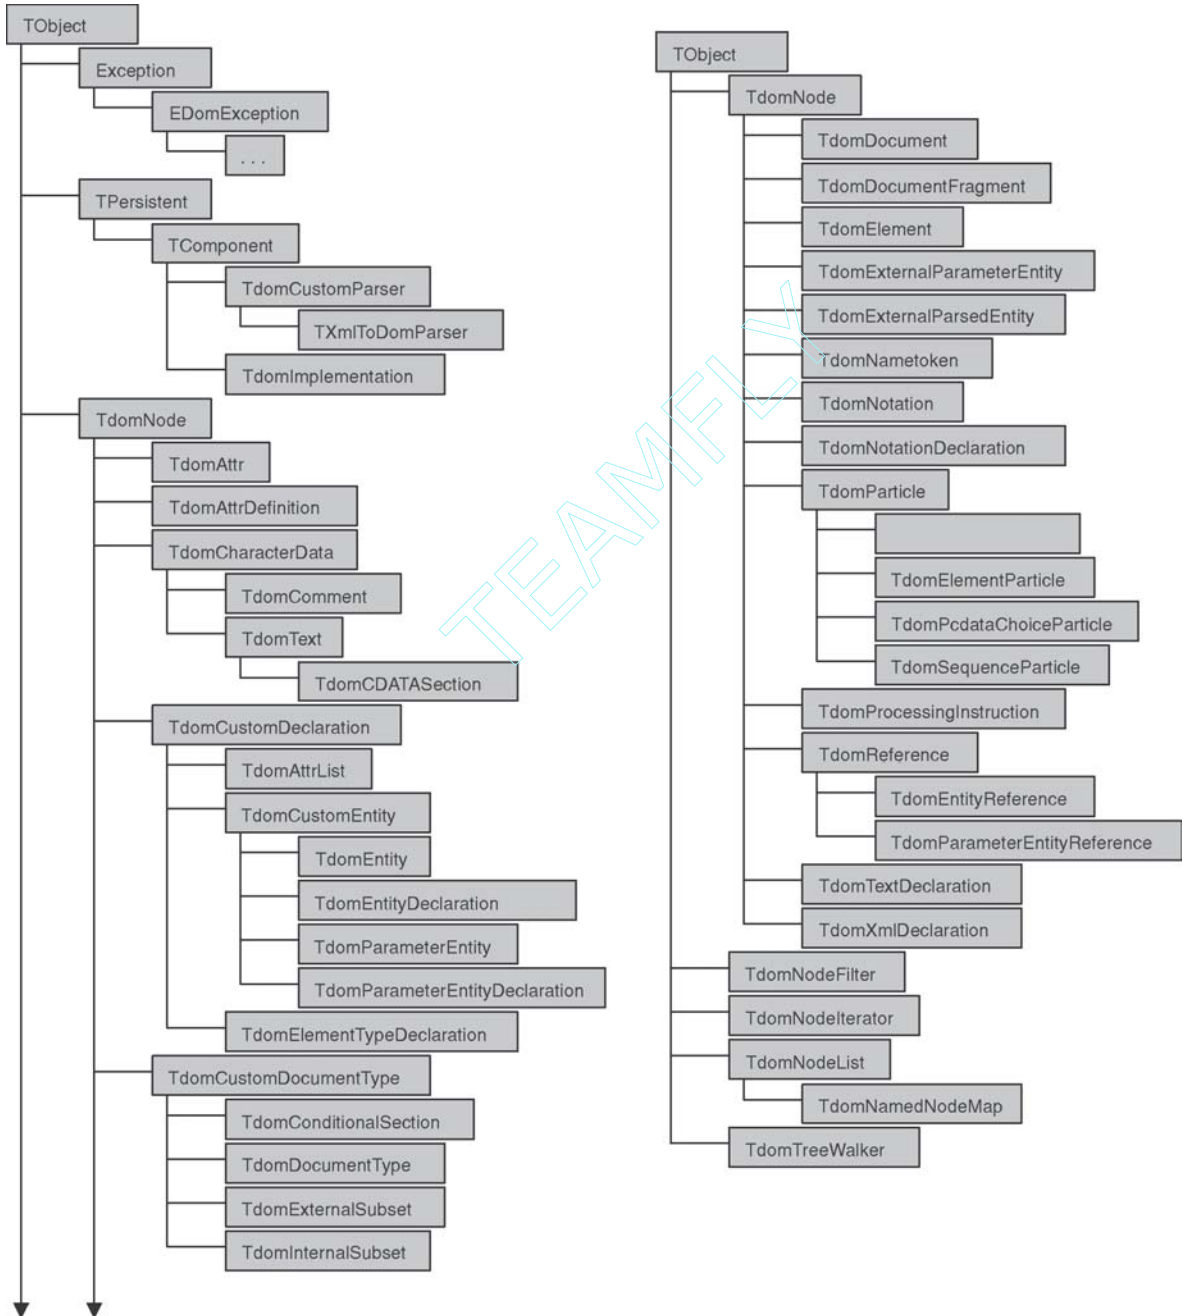 TObject
Exception
EDomException
. . .
TPersistent
TComponent
TdomCustomParser
TXmlToDomParser
TdomImplementation
TdomNode
TdomAttr
TdomAttrDefinition
TdomCharacterData
TdomComment
TdomText
TdomCDATASection
TdomCustomDeclaration
TdomAttrList
TdomCustomEntity
TdomEntity
TdomEntityDeclaration
TdomParameterEntity
TdomParameterEntityDeclaration
TdomElementTypeDeclaration
TdomCustomDocumentType
TdomConditionalSection
TdomDocumentType
TdomExternalSubset
TdomInternalSubset
TObject
TdomNode
TdomDocument
TdomDocumentFragment
TdomElement
TdomExternalParameterEntity
TdomExternalParsedEntity
TdomNametoken
TdomNotation
TdomNotationDeclaration
TdomParticle
TdomElementParticle
TdomPcdataChoiceParticle
TdomSequenceParticle
TdomProcessingInstruction
TdomReference
TdomEntityReference
TdomParameterEntityReference
TdomTextDeclaration
TdomXmlDeclaration
TdomNodeFilter
TdomNodeIterator
TdomNodeList
TdomNamedNodeMap
TdomTreeWalker
TEAMFLY